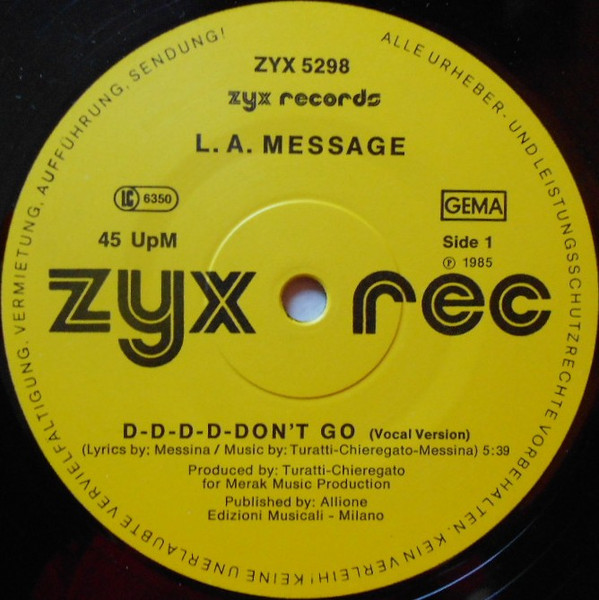 ALLE URHEBER- UND LEISTUNGSSCHUTZRECHTE VORBEHALTEN. KEIN VERLEIH! KEINE UNERLAUBTE VERVIELFÄLTIGUNG, VERMIETUNG, AUFFÜHRUNG, SENDUNG!
ZYX 5298
zyx records
L. A. MESSAGE
LC 6350
GEMA
45 UpM
Side 1
℗ 1985
zyx rec
D-D-D-D-DON'T GO (Vocal Version)
(Lyrics by: Messina / Music by: Turatti-Chieregato-Messina) 5:39
Produced by: Turatti-Chieregato
for Merak Music Production
Published by: Allione
Edizioni Musicali - Milano